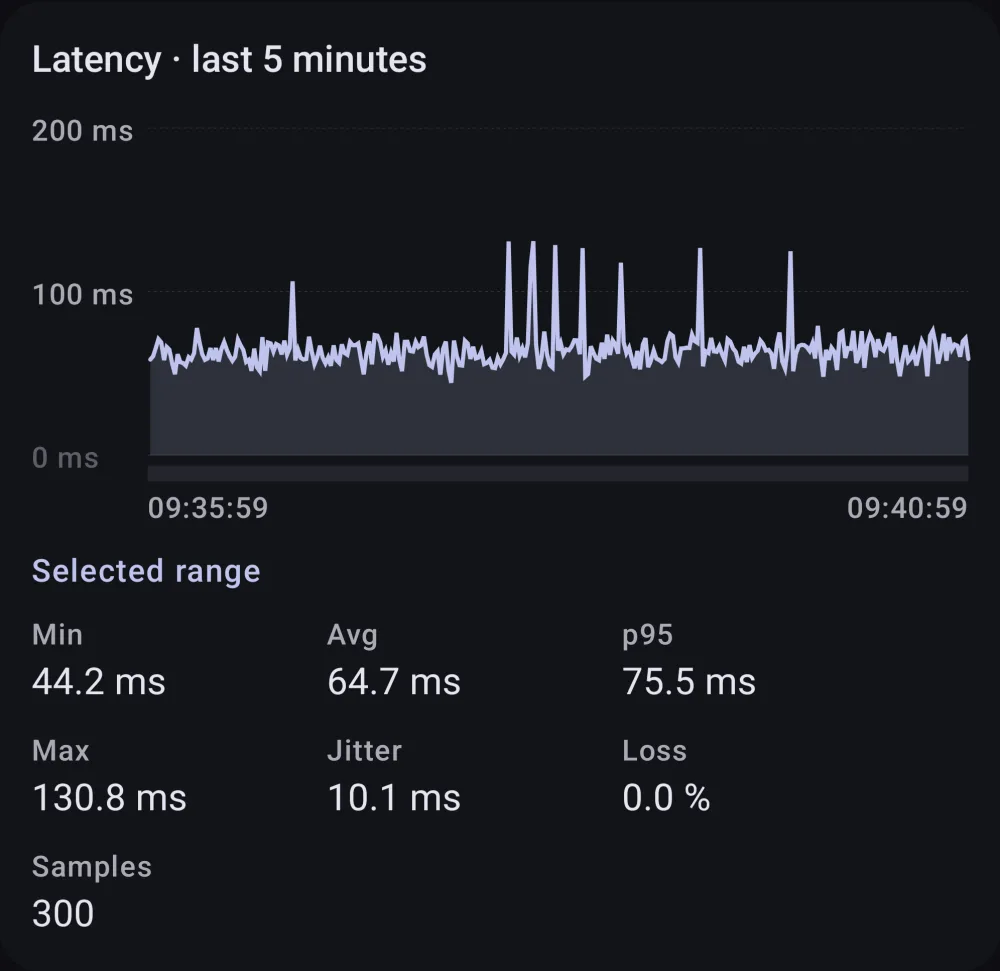 Latency · last 5 minutes
200 ms
100 ms
0 ms
09:35:59 09:40:59
Selected range
Min Avg p95
44.2 ms 64.7 ms 75.5 ms
Max Jitter Loss
130.8 ms 10.1 ms 0.0 %
Samples
300